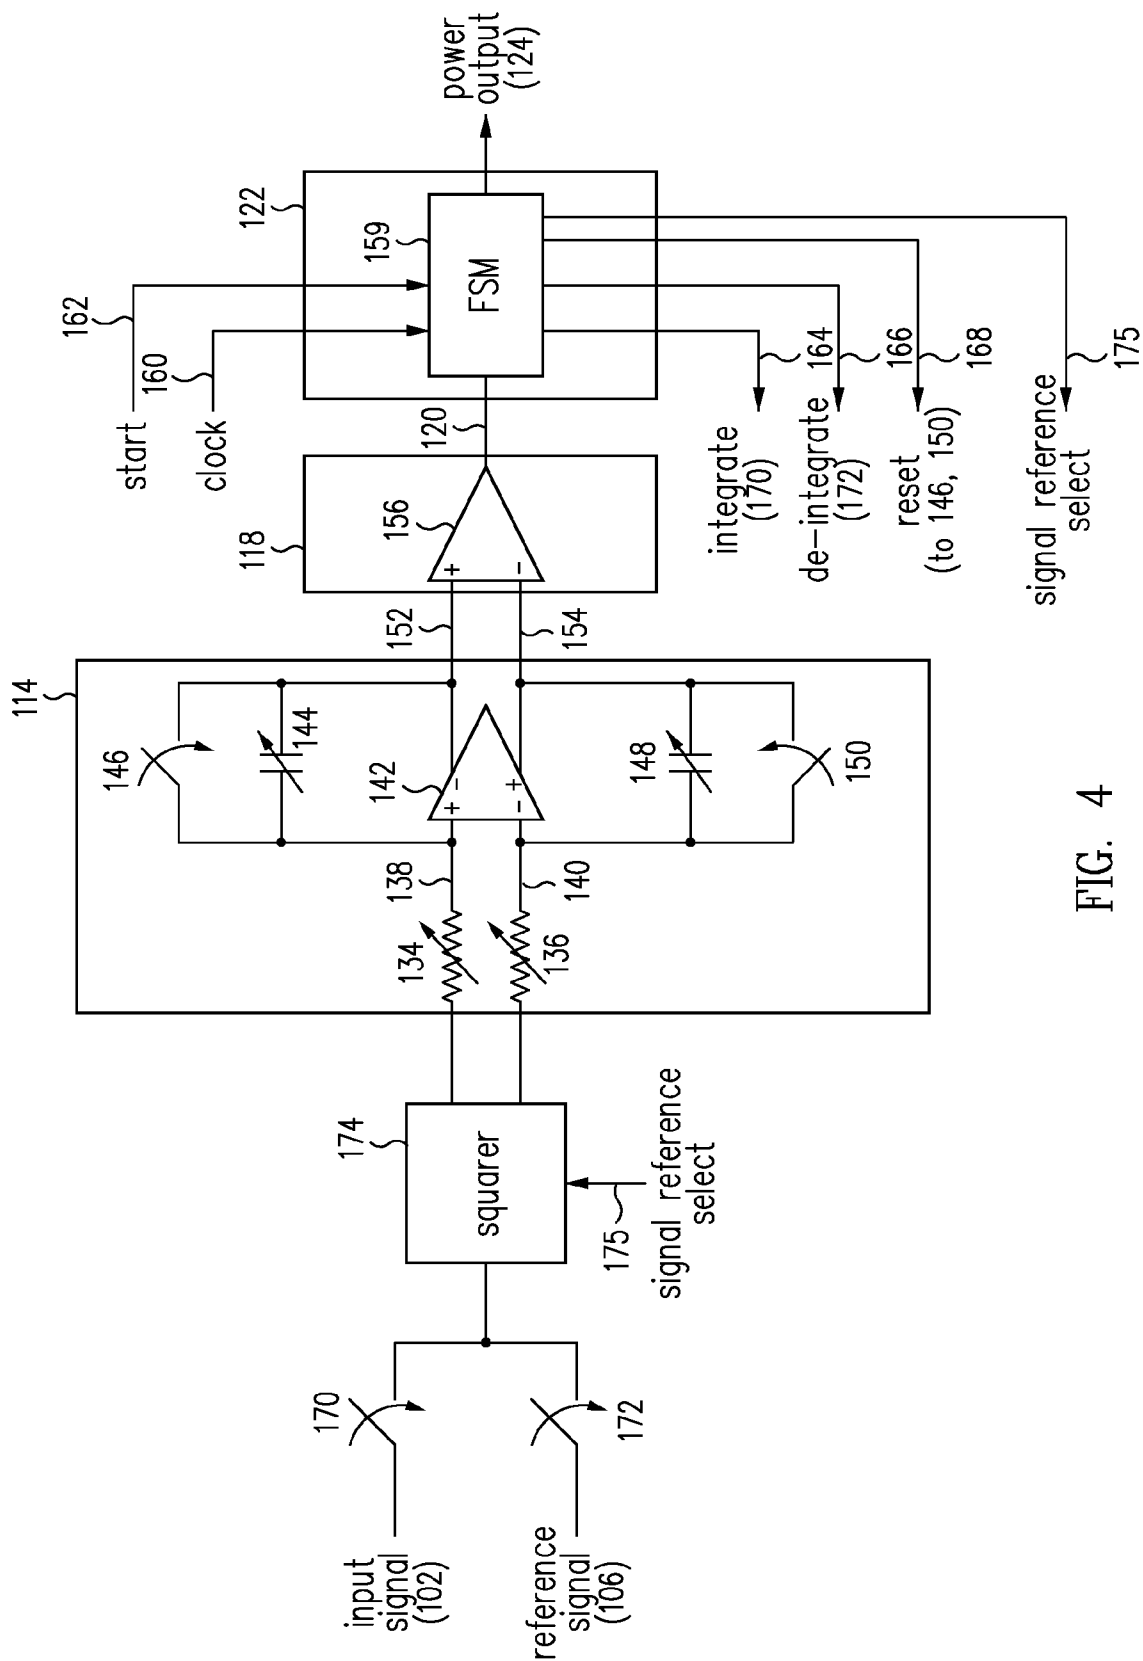 input
signal
(102)
170
reference
signal
(106)
172
174
squarer
175
signal reference
select
114
134
136
138
140
142
+
-
-
+
146
144
148
150
152
154
118
156
+
-
120
start
162
clock
160
122
159
FSM
power
output
(124)
integrate
(170)
164
de-integrate
(172)
166
reset
(to 146, 150)
168
signal reference
select
175
FIG. 4